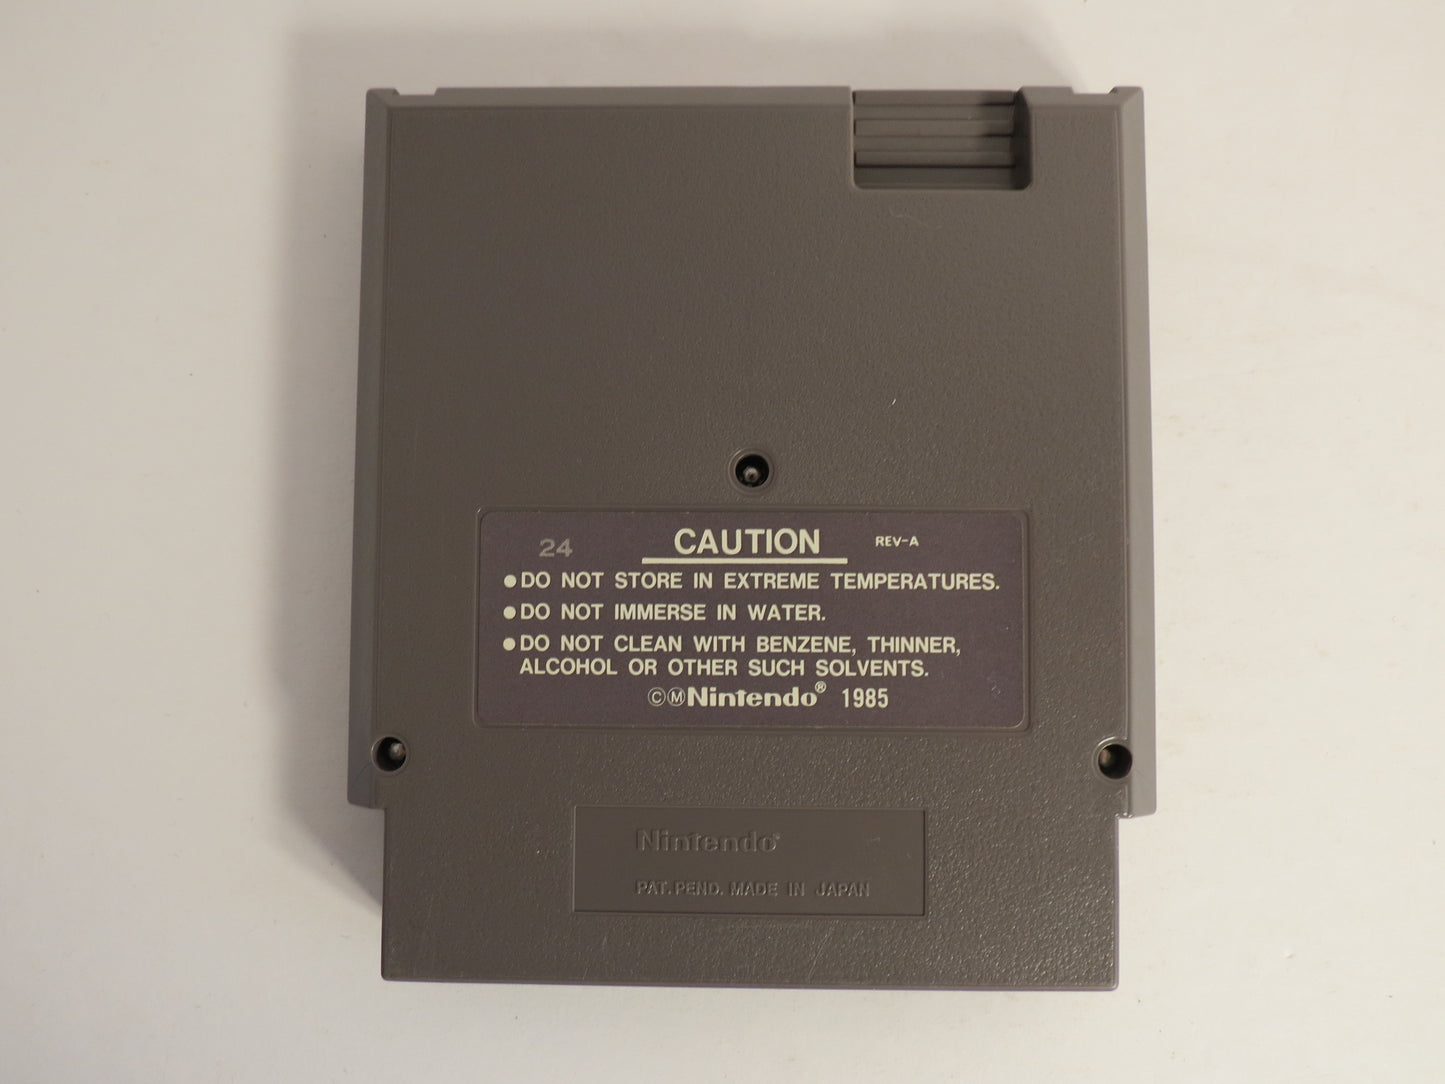 24 CAUTION REV-A
●DO NOT STORE IN EXTREME TEMPERATURES.
●DO NOT IMMERSE IN WATER.
●DO NOT CLEAN WITH BENZENE, THINNER,
ALCOHOL OR OTHER SUCH SOLVENTS.
©Ⓜ Nintendo® 1985
Nintendo®
PAT. PEND. MADE IN JAPAN